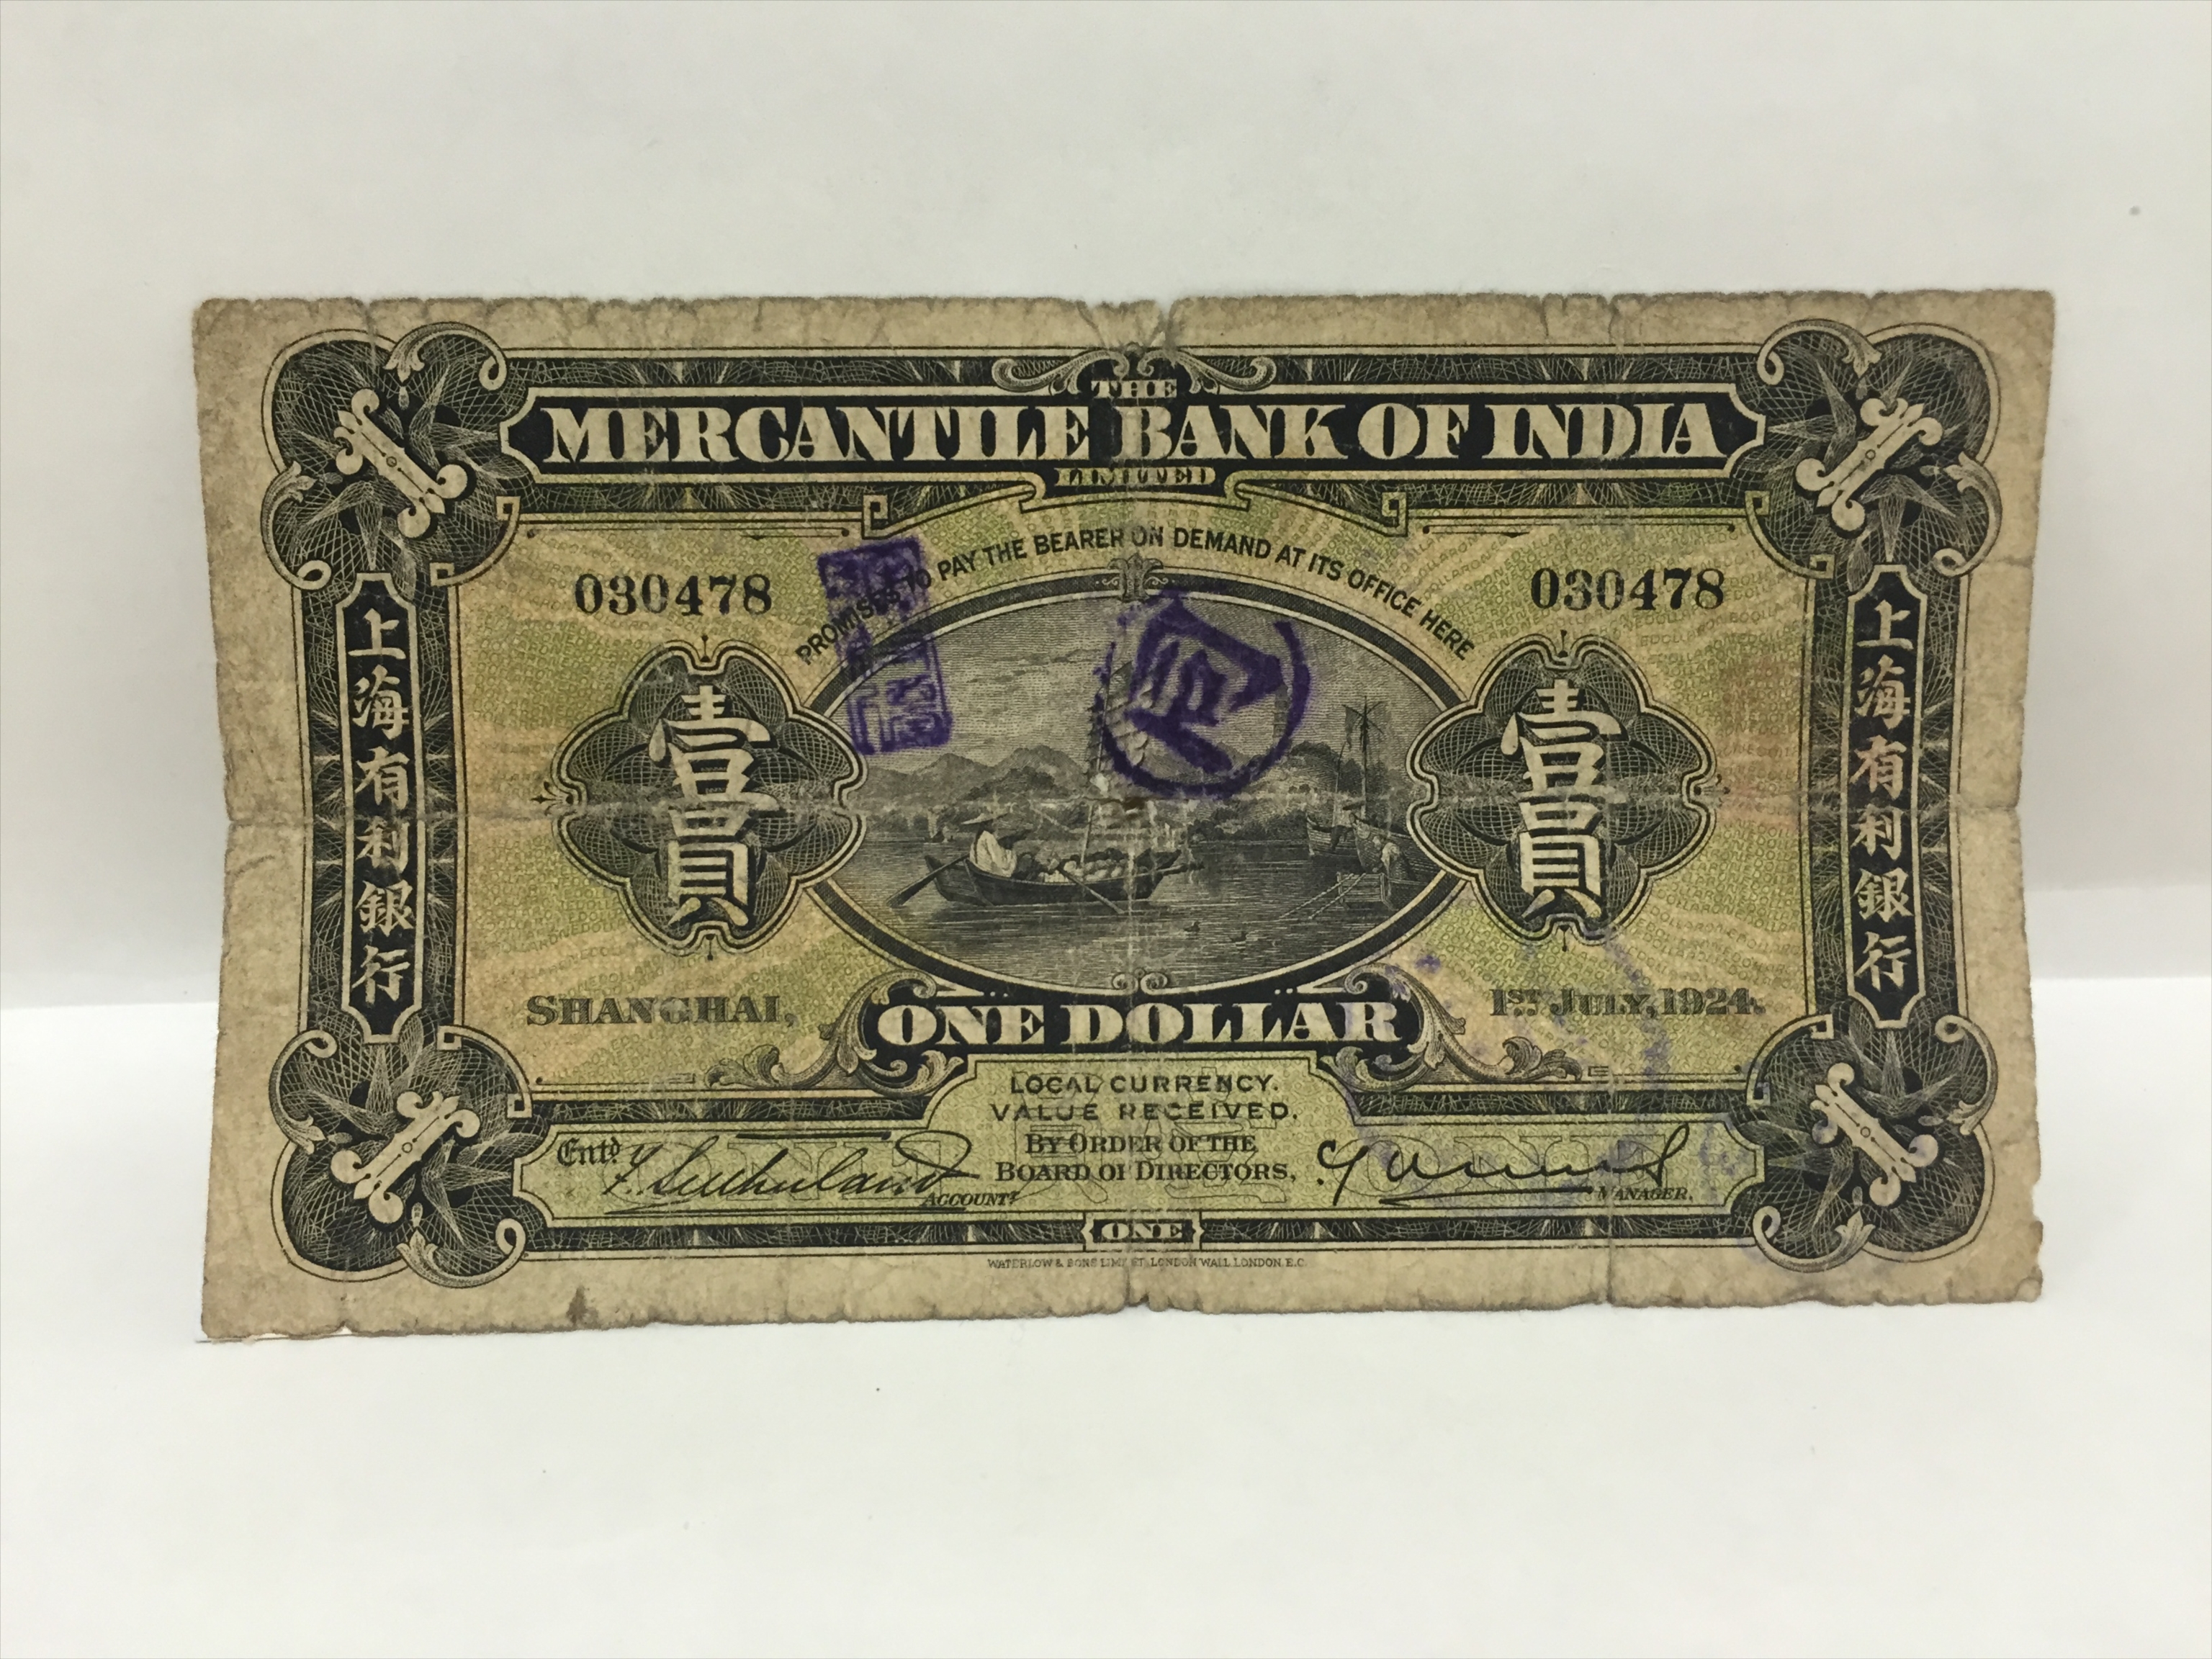 THE
MERCANTILE BANK OF INDIA
LIMITED
PROMISES TO PAY THE BEARER ON DEMAND AT ITS OFFICE HERE
030478
030478
上海有利銀行
壹圓
壹圓
上海有利銀行
SHANGHAI,
ONE DOLLAR
1ST JULY, 1924.
LOCAL CURRENCY.
VALUE RECEIVED.
BY ORDER OF THE
BOARD OF DIRECTORS,
Entd.
ACCOUNTT
MANAGER.
ONE
WATERLOW & SONS LIMITED, LONDON WALL LONDON. E.C.